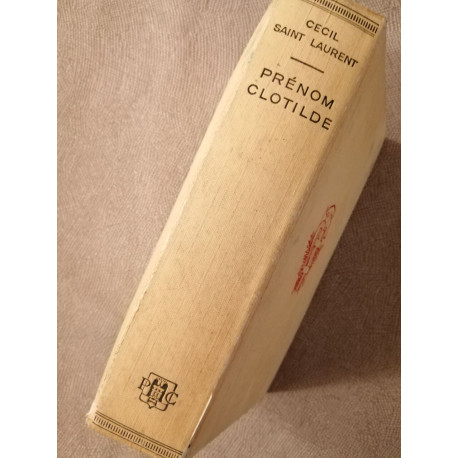 CECIL
SAINT LAURENT
PRÉNOM
CLOTILDE
P C